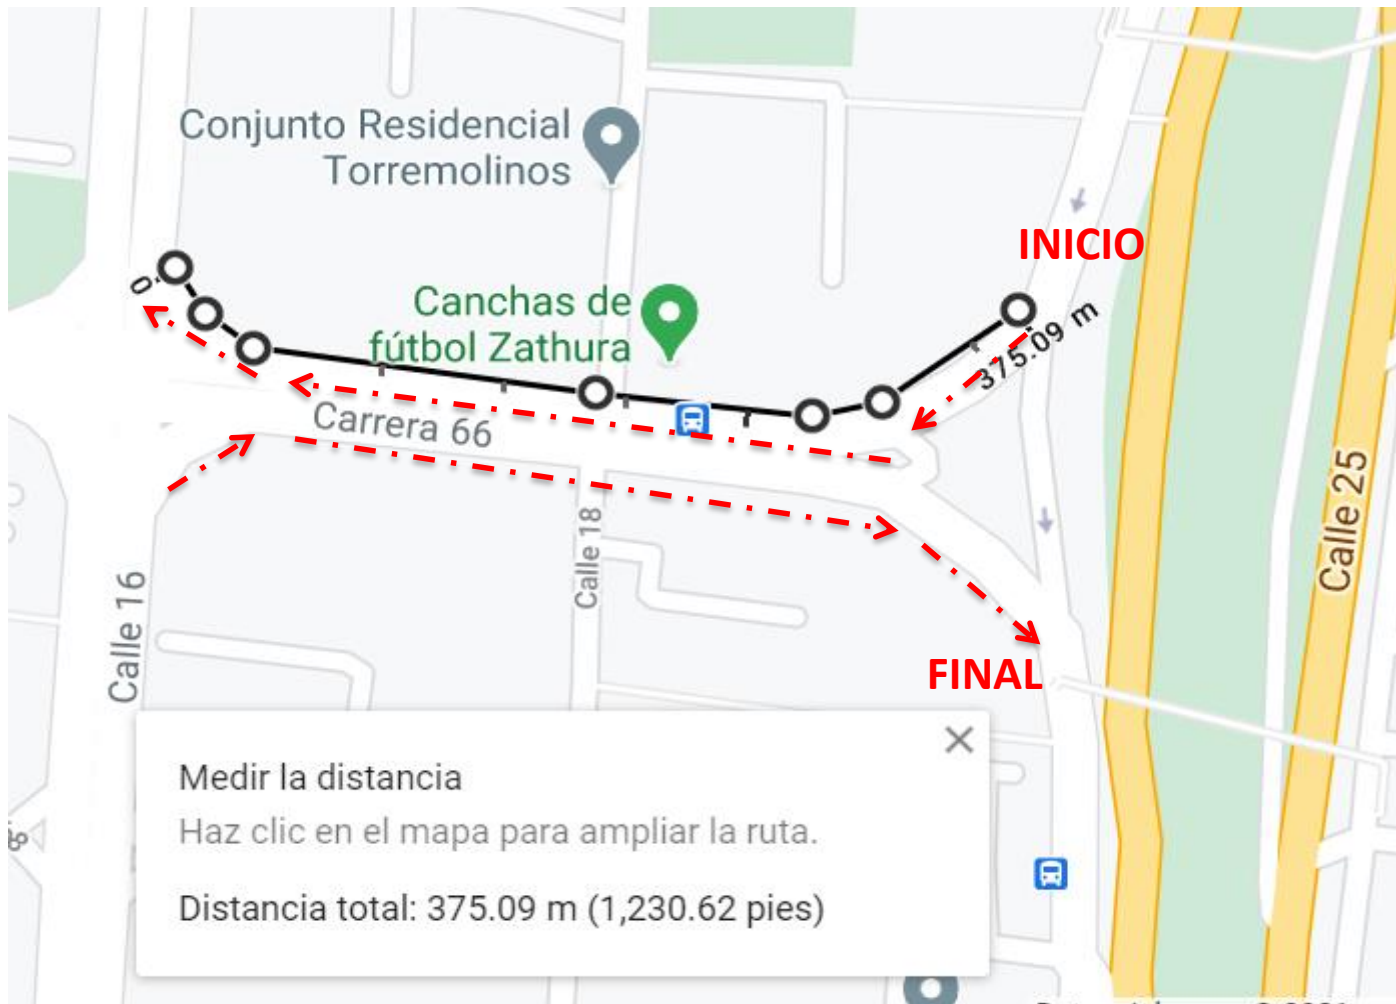 Conjunto Residencial
Torremolinos
INICIO
0
Canchas de
fútbol Zathura
375.09 m
Carrera 66
Calle 25
Calle 18
Calle 16
FINAL
Medir la distancia
Haz clic en el mapa para ampliar la ruta.
Distancia total: 375.09 m (1,230.62 pies)